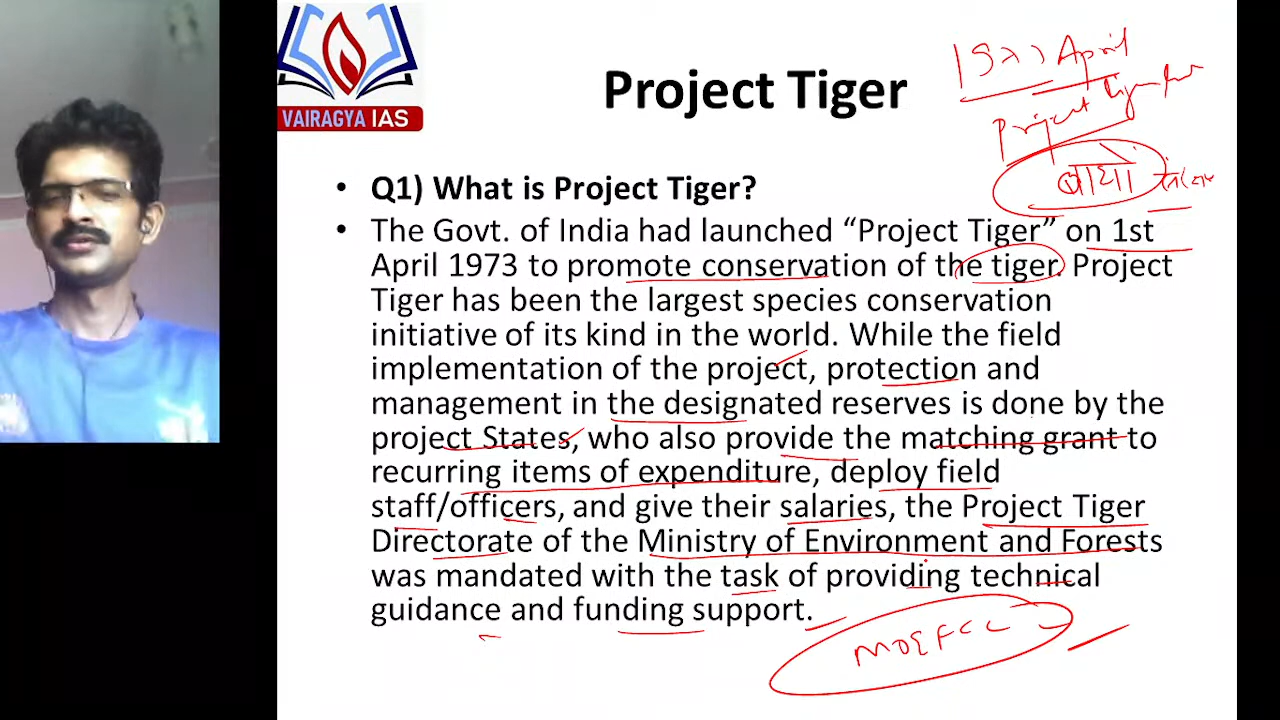 VAIRAGYA IAS
Project Tiger
1973 April
Project tiger
बाघो
• Q1) What is Project Tiger?
• The Govt. of India had launched “Project Tiger” on 1st
April 1973 to promote conservation of the tiger. Project
Tiger has been the largest species conservation
initiative of its kind in the world. While the field
implementation of the project, protection and
management in the designated reserves is done by the
project States, who also provide the matching grant to
recurring items of expenditure, deploy field
staff/officers, and give their salaries, the Project Tiger
Directorate of the Ministry of Environment and Forests
was mandated with the task of providing technical
guidance and funding support.
MOEFCC